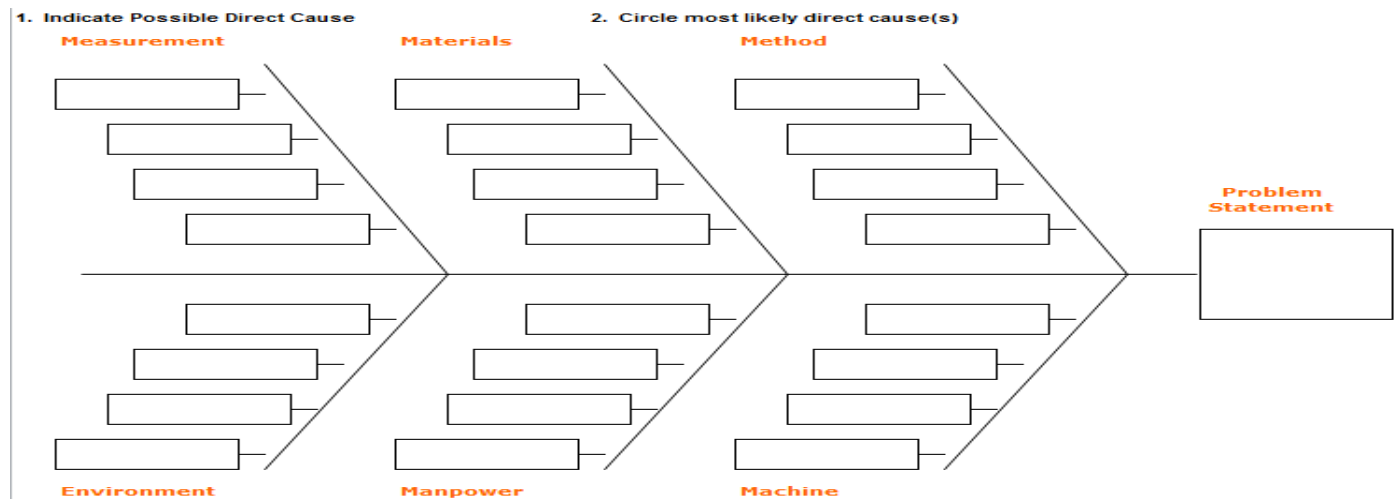 1. Indicate Possible Direct Cause
2. Circle most likely direct cause(s)
Measurement
Materials
Method
Problem
Statement
Environment
Manpower
Machine